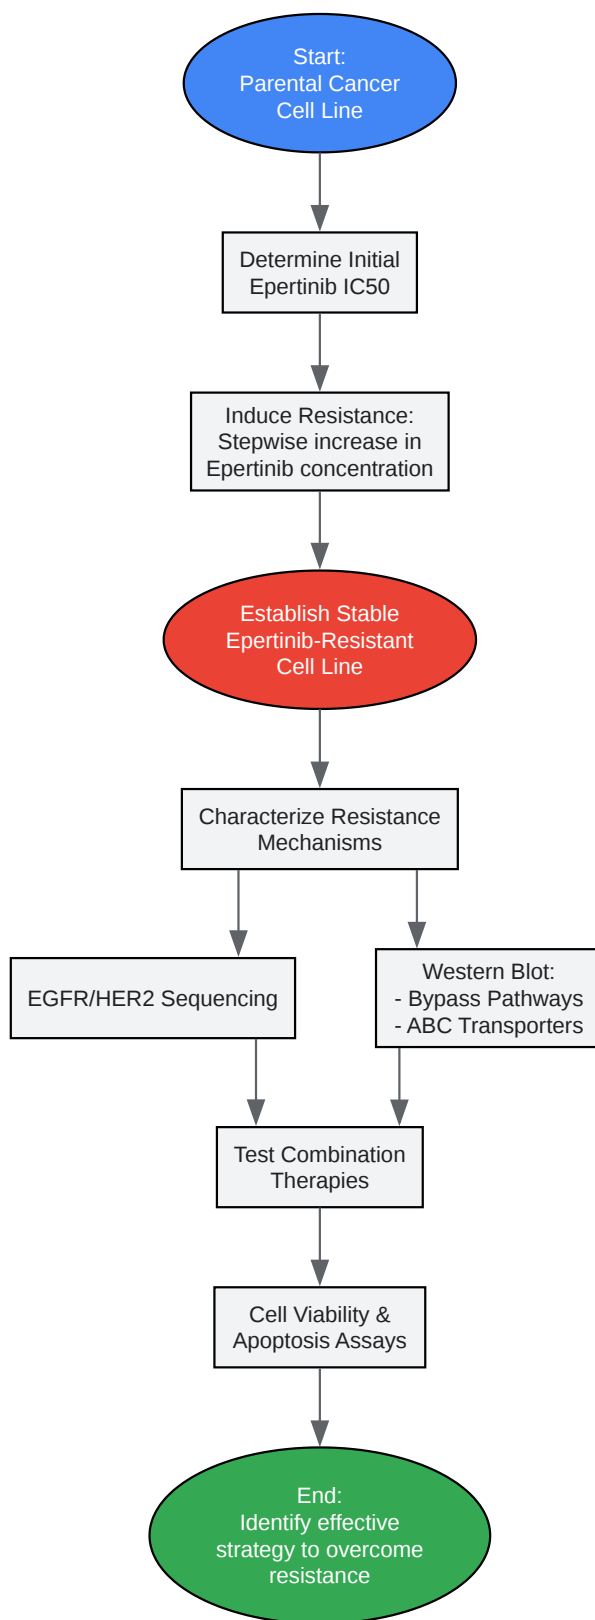 Start:
Parental Cancer
Cell Line
Determine Initial
Epertinib IC50
Induce Resistance:
Stepwise increase in
Epertinib concentration
Establish Stable
Epertinib-Resistant
Cell Line
Characterize Resistance
Mechanisms
EGFR/HER2 Sequencing
Western Blot:
- Bypass Pathways
- ABC Transporters
Test Combination
Therapies
Cell Viability &
Apoptosis Assays
End:
Identify effective
strategy to overcome
resistance